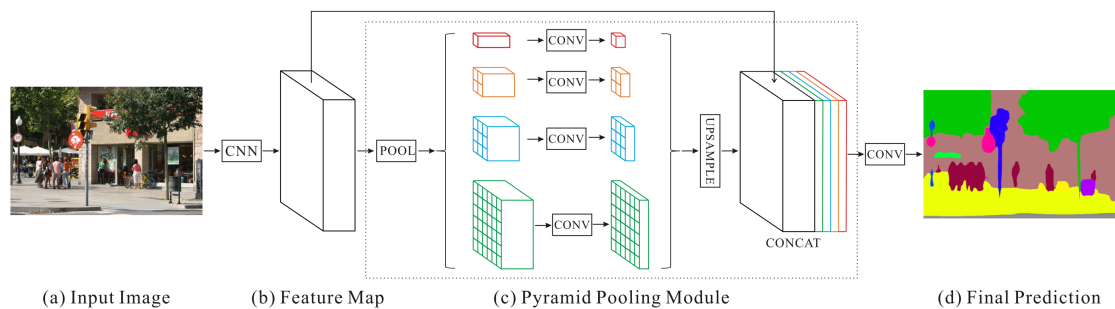 CONV
CONV
CNN
POOL
CONV
UPSAMPLE
CONV
CONV
CONCAT
(a) Input Image
(b) Feature Map
(c) Pyramid Pooling Module
(d) Final Prediction